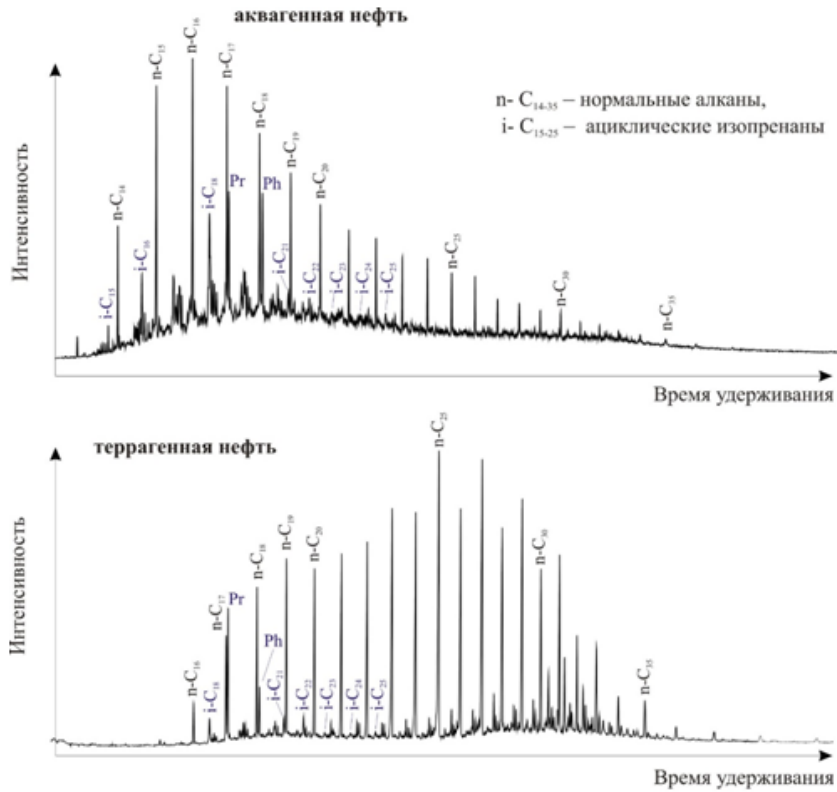 аквагенная нефть
n-C₁₄
n-C₁₅
n-C₁₆
n-C₁₇
n-C₁₈
n-C₁₉
n-C₂₀
n-C₂₅
n-C₃₀
n-C₃₅
i-C₁₅
i-C₁₆
i-C₁₈
Pr
Ph
i-C₂₁
i-C₂₂
i-C₂₃
i-C₂₄
i-C₂₅
n- C₁₄₋₃₅ – нормальные алканы,
i- C₁₅₋₂₅ – ациклические изопренаны
Интенсивность
Время удерживания
террагенная нефть
n-C₁₆
n-C₁₇
n-C₁₈
n-C₁₉
n-C₂₀
n-C₂₅
n-C₃₀
n-C₃₅
i-C₁₈
Pr
Ph
i-C₂₁
i-C₂₂
i-C₂₃
i-C₂₄
i-C₂₅
Интенсивность
Время удерживания